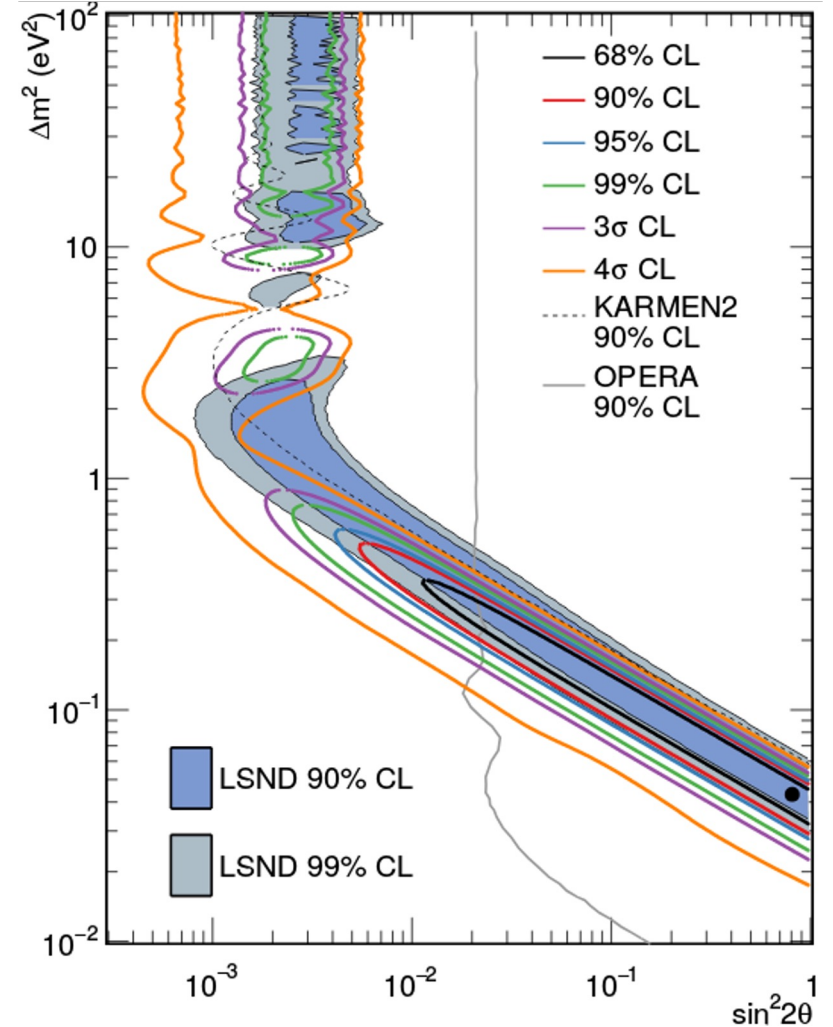 10²
Δm² (eV²)
68% CL
90% CL
95% CL
99% CL
3σ CL
4σ CL
KARMEN2
90% CL
OPERA
90% CL
10
1
10⁻¹
LSND 90% CL
LSND 99% CL
10⁻²
10⁻³
10⁻²
10⁻¹
1
sin²2θ